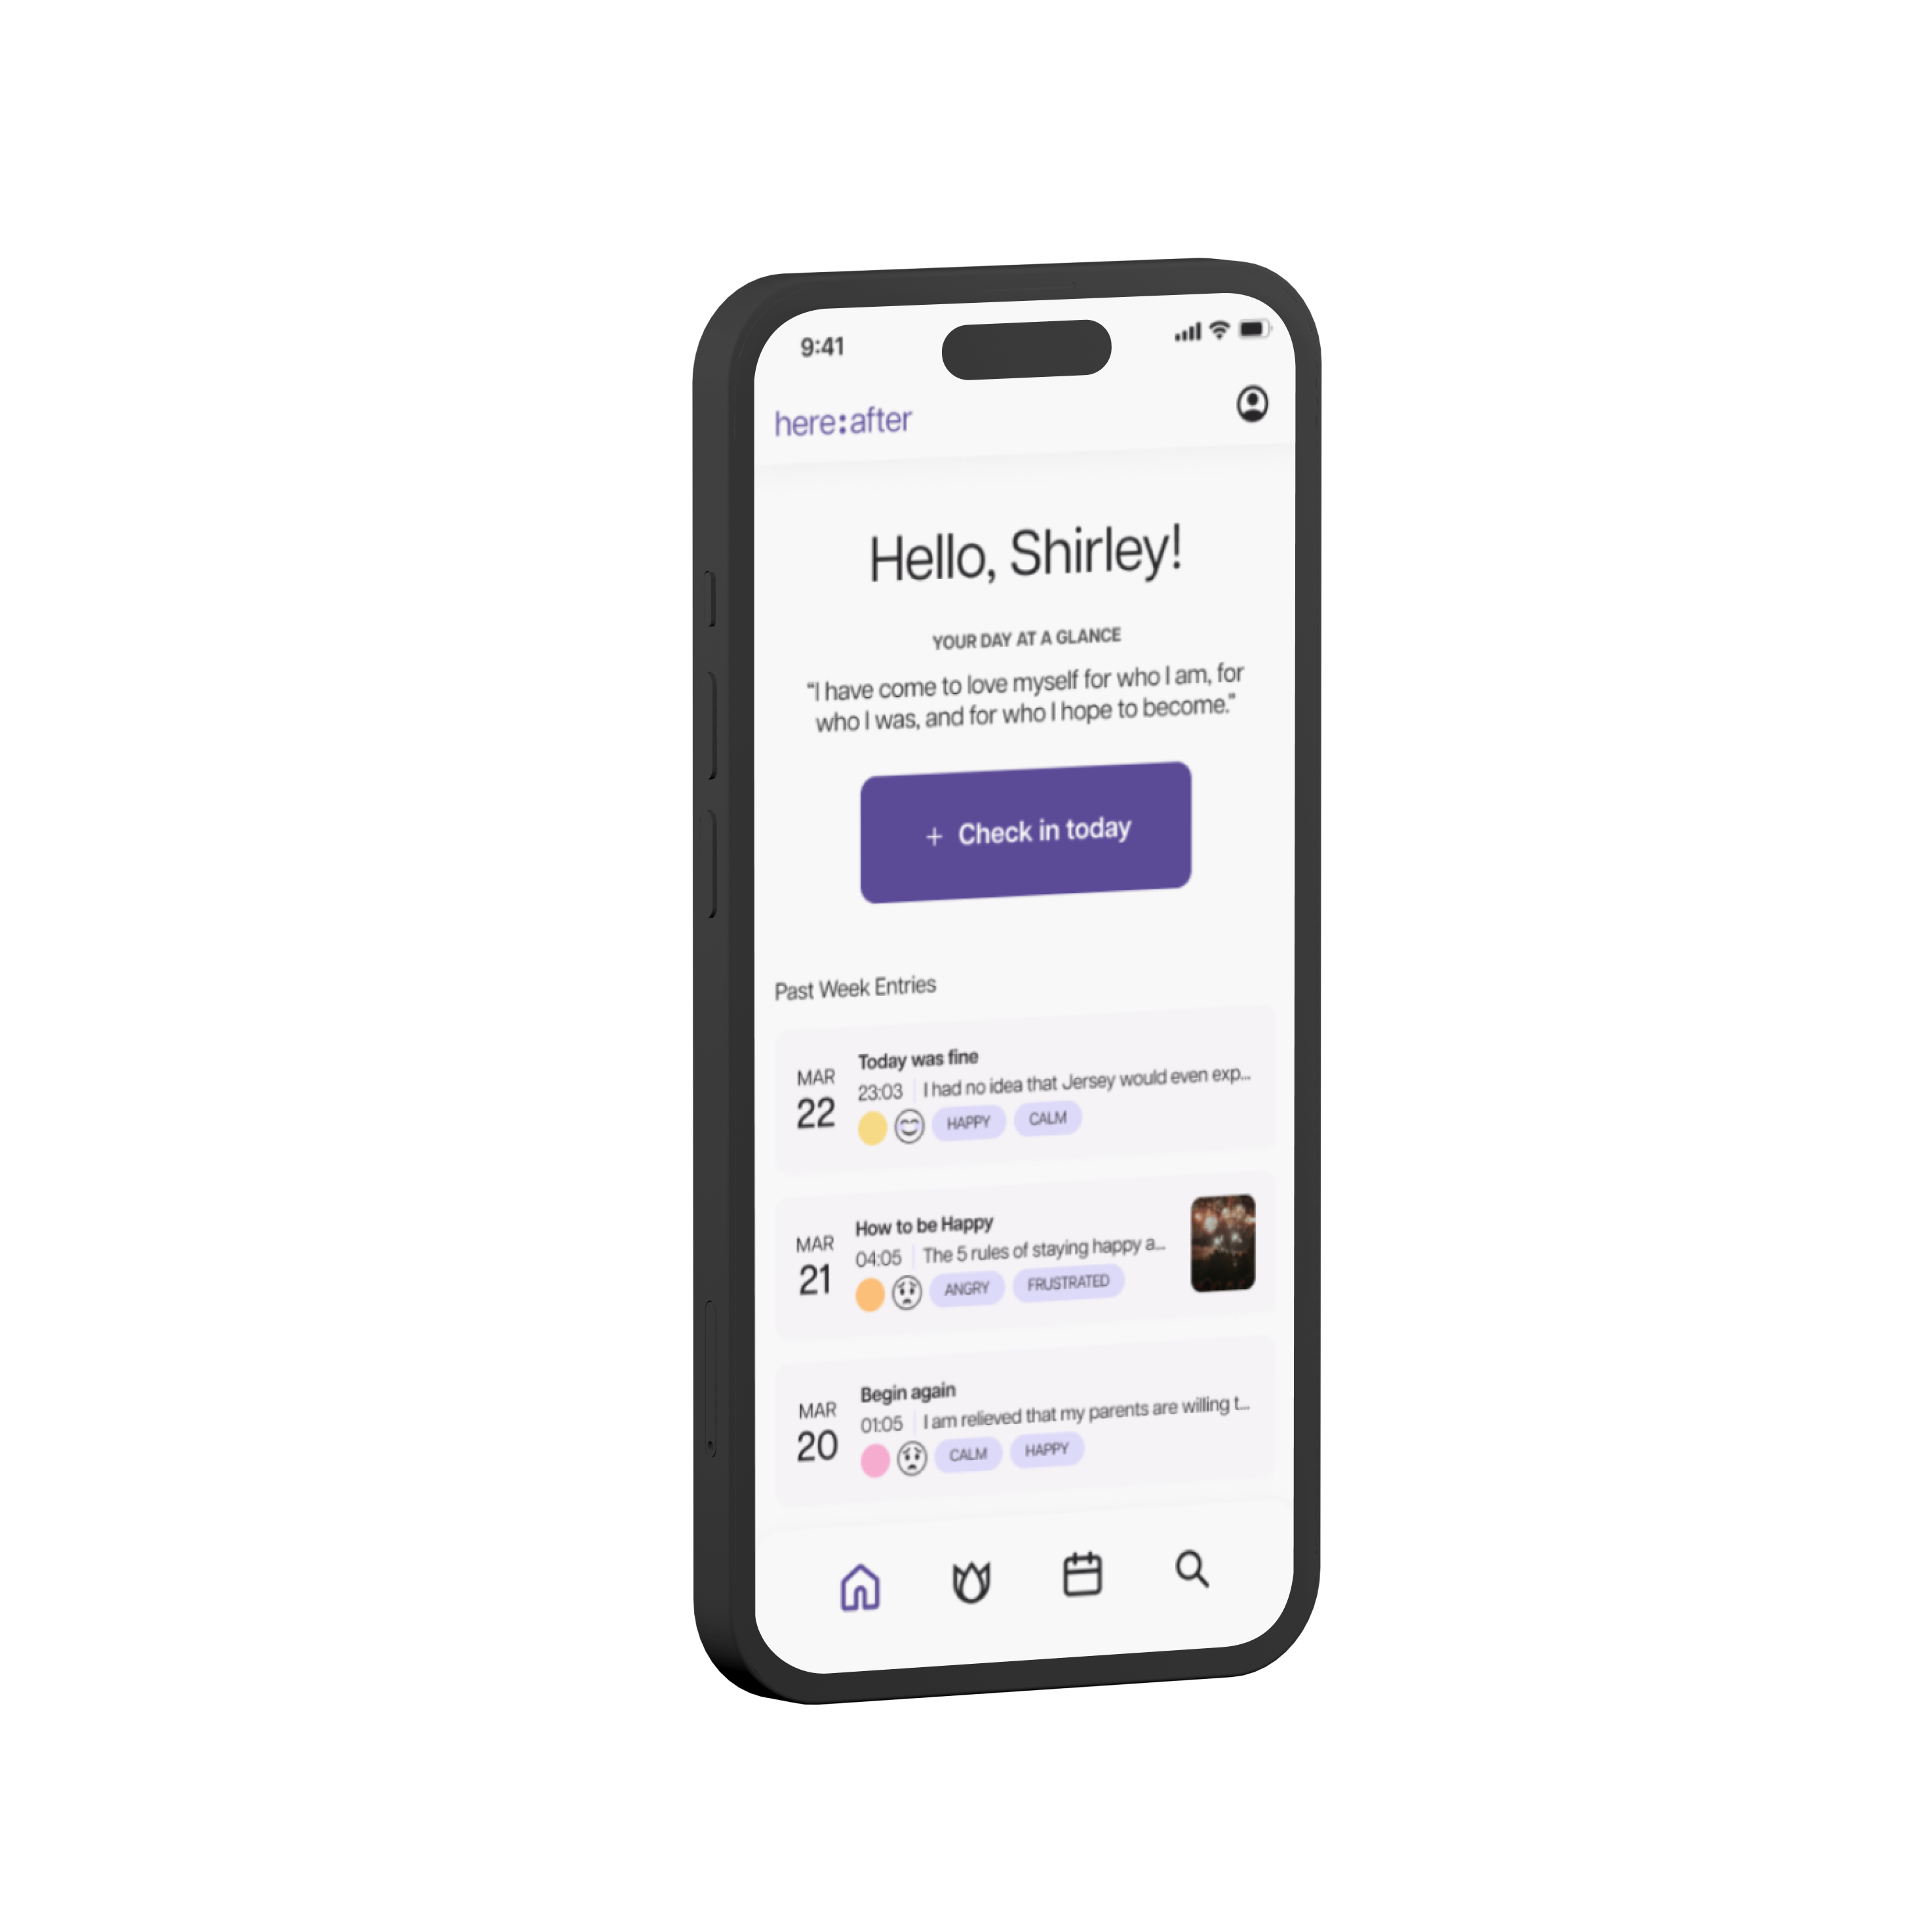 9:41
here:after
Hello, Shirley!
YOUR DAY AT A GLANCE
“I have come to love myself for who I am, for
who I was, and for who I hope to become."
+ Check in today
Past Week Entries
MAR
22
Today was fine
23:03 I had no idea that Jersey would even exp...
HAPPY CALM
MAR
21
How to be Happy
04:05 The 5 rules of staying happy a...
ANGRY FRUSTRATED
MAR
20
Begin again
01:05 I am relieved that my parents are willing t...
CALM HAPPY